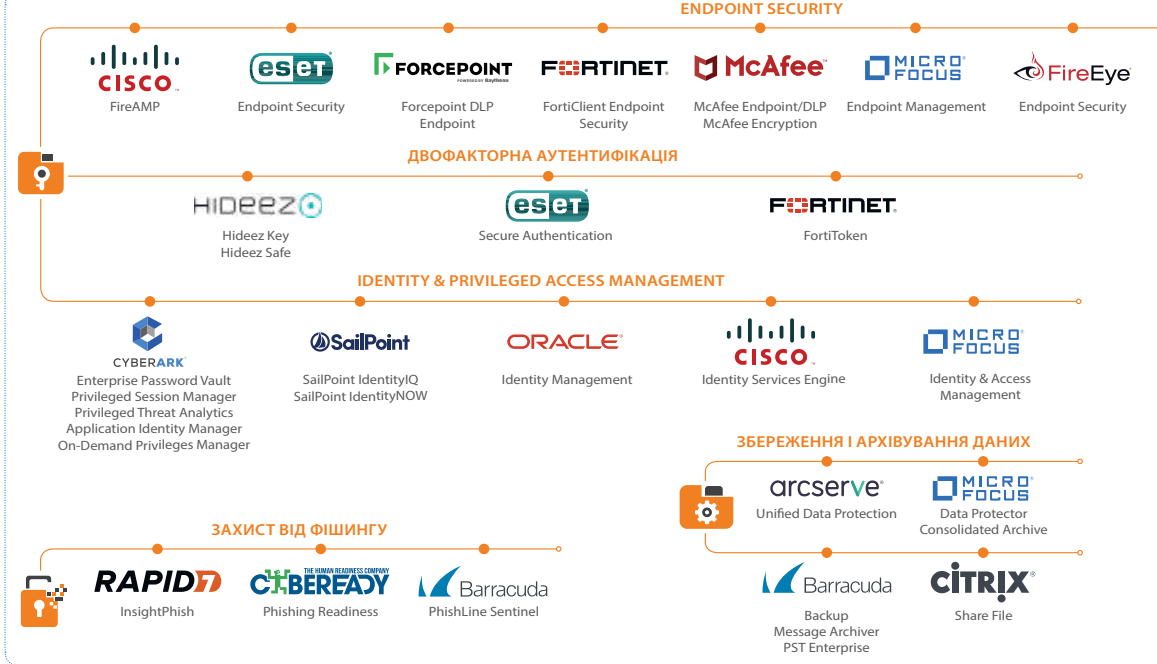 ENDPOINT SECURITY
CISCO
FireAMP
eseT
Endpoint Security
FORCEPOINT
POWERED BY Raytheon
Forcepoint DLP
Endpoint
FORTINET
FortiClient Endpoint
Security
McAfee
McAfee Endpoint/DLP
McAfee Encryption
MICRO
FOCUS
Endpoint Management
FireEye
Endpoint Security
ДВОФАКТОРНА АУТЕНТИФІКАЦІЯ
HIDEEZ
Hideez Key
Hideez Safe
eseT
Secure Authentication
FORTINET
FortiToken
IDENTITY & PRIVILEGED ACCESS MANAGEMENT
CYBERARK
Enterprise Password Vault
Privileged Session Manager
Privileged Threat Analytics
Application Identity Manager
On-Demand Privileges Manager
SailPoint
SailPoint IdentityIQ
SailPoint IdentityNOW
ORACLE
Identity Management
CISCO
Identity Services Engine
MICRO
FOCUS
Identity & Access
Management
ЗБЕРЕЖЕННЯ І АРХІВУВАННЯ ДАНИХ
arcserve
Unified Data Protection
MICRO
FOCUS
Data Protector
Consolidated Archive
Barracuda
Backup
Message Archiver
PST Enterprise
CITRIX
Share File
ЗАХИСТ ВІД ФІШИНГУ
RAPID7
InsightPhish
THE HUMAN READINESS COMPANY
CYBEREADY
Phishing Readiness
Barracuda
PhishLine Sentinel